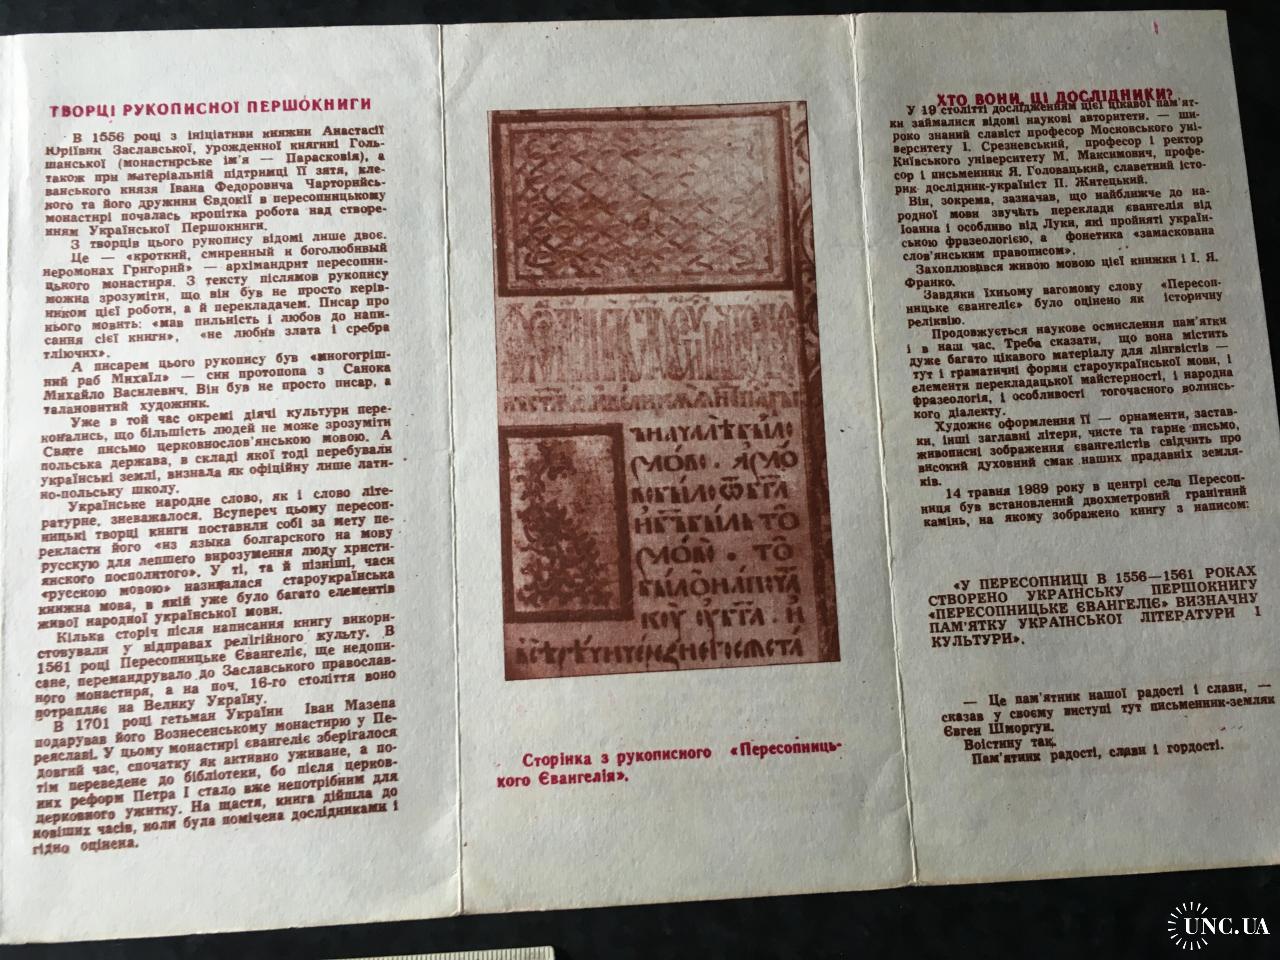 ТВОРЦІ РУКОПИСНОЇ ПЕРШОКНИГИ
В 1556 році з ініціативи княжни Анастасії
Юріївни Заславської, урожденної княгиніГоль-
шанської (монастирське ім'я — Парасковія), а
також при матеріальній підтримці її зятя, кле-
ванського князя Івана Федоровича Чарторийсь-
кого та його дружини Євдокії в пересопницькому
монастирі почалась кропітка робота над створе-
нням Української Першокниги.
З творців цього рукопису відомі лише двоє.
Це — «кроткий, смиренный и боголюбивый
иеромонах Григорий» — архімандрит пересопни-
цького монастиря. З тексту післямов рукопису
можна зрозуміти, що він був не просто керів-
ником цієї роботи, а й перекладачем. Писар про
нього мовить: «мав пильність і любов до напи-
сання сієї книги», «не любив злата і сребра
тліючих».
А писарем цього рукопису був «многогріш-
ний раб Михаїл» — син протопопа з Санока
Михайло Василевич. Він був не просто писар, а
талановитий художник.
Уже в той час окремі діячі культури пере-
конались, що більшість людей не може зрозуміти
Святе письмо церковнослов'янською мовою. А
польська держава, в складі якої тоді перебували
українські землі, визнала як офіційну лише лати-
но-польську школу.
Українське народне слово, як і слово літе-
ратурне, зневажалося. Всупереч цьому пересоп-
ницькі творці книги поставили собі за мету пе-
рекласти його «из языка болгарского на мову
русскую для лепшего вирозумення люду христи-
янского посполитого». У ті, та й пізніші, часи
«русскою мовою» називалася староукраїнська
книжна мова, в якій уже було багато елементів
живої народної української мови.
Кілька сторіч після написання книгу викори-
стовували у відправах релігійного культу. В
1561 році Пересопницьке Євангеліє, ще недопи-
сане, перемандрувало до Заславського православ-
ного монастиря, а на поч. 16-го століття воно
потрапляє на Велику Україну.
В 1701 році гетьман України Іван Мазепа
подарував його Вознесенському монастирю у Пе-
реяславі. У цьому монастирі євангеліє зберігалося
довгий час, спочатку як активно уживане, а по-
тім переведене до бібліотеки, бо після церков-
них реформ Петра І стало вже непотрібним для
церковного ужитку. На щастя, книга дійшла до
новіших часів, коли була помічена дослідниками і
гідно оцінена.
Сторінка з рукописного «Пересопниць-
кого Євангелія».
ХТО ВОНИ, ЦІ ДОСЛІДНИКИ?
У 19 столітті дослідженням цієї цікавої пам'ят-
ки займалися відомі наукові авторитети. — ши-
роко знаний славіст професор Московського уні-
верситету І. Срезневський, професор і ректор
Київського університету М. Максимович, профе-
сор і письменник Я. Головацький, славетний істо-
рик дослідник-україніст П. Житецький.
Він, зокрема, зазначав, що найближче до на-
родної мови звучать переклади євангелія від
Іоанна і особливо від Луки, які пройняті україн-
ською фразеологією, а фонетика «замаскована
слов'янським правописом».
Захоплювався живою мовою цієї книжки і І. Я.
Франко.
Завдяки їхньому вагомому слову «Пересоп-
ницьке євангеліє» було оцінено як історичну
реліквію.
Продовжується наукове осмислення пам'ятки
і в наш час. Треба сказати, що вона містить
дуже багато цікавого матеріалу для лінгвістів —
тут і граматичні форми староукраїнської мови, і
елементи перекладацької майстерності, і народна
фразеологія, і особливості тогочасного волинсь-
кого діалекту.
Художнє оформлення її — орнаменти, застав-
ки, інші заглавні літери, чисте та гарне письмо,
живописні зображення євангелістів свідчить про
високий духовний смак наших прадавніх земля-
ків.
14 травня 1989 року в центрі села Пересоп-
ниця був встановлений двохметровий гранітний
камінь, на якому зображено книгу з написом:
«У ПЕРЕСОПНИЦІ В 1556—1561 РОКАХ
СТВОРЕНО УКРАЇНСЬКУ ПЕРШОКНИГУ
«ПЕРЕСОПНИЦЬКЕ ЄВАНГЕЛІЄ» ВИЗНАЧНУ
ПАМ'ЯТКУ УКРАЇНСЬКОЇ ЛІТЕРАТУРИ І
КУЛЬТУРИ».
— Це пам'ятник нашої радості і слави, —
сказав у своєму виступі тут письменник-земляк
Євген Шморгун.
Воістину так.
Пам'ятник радості, слави і гордості.
UNC.UA